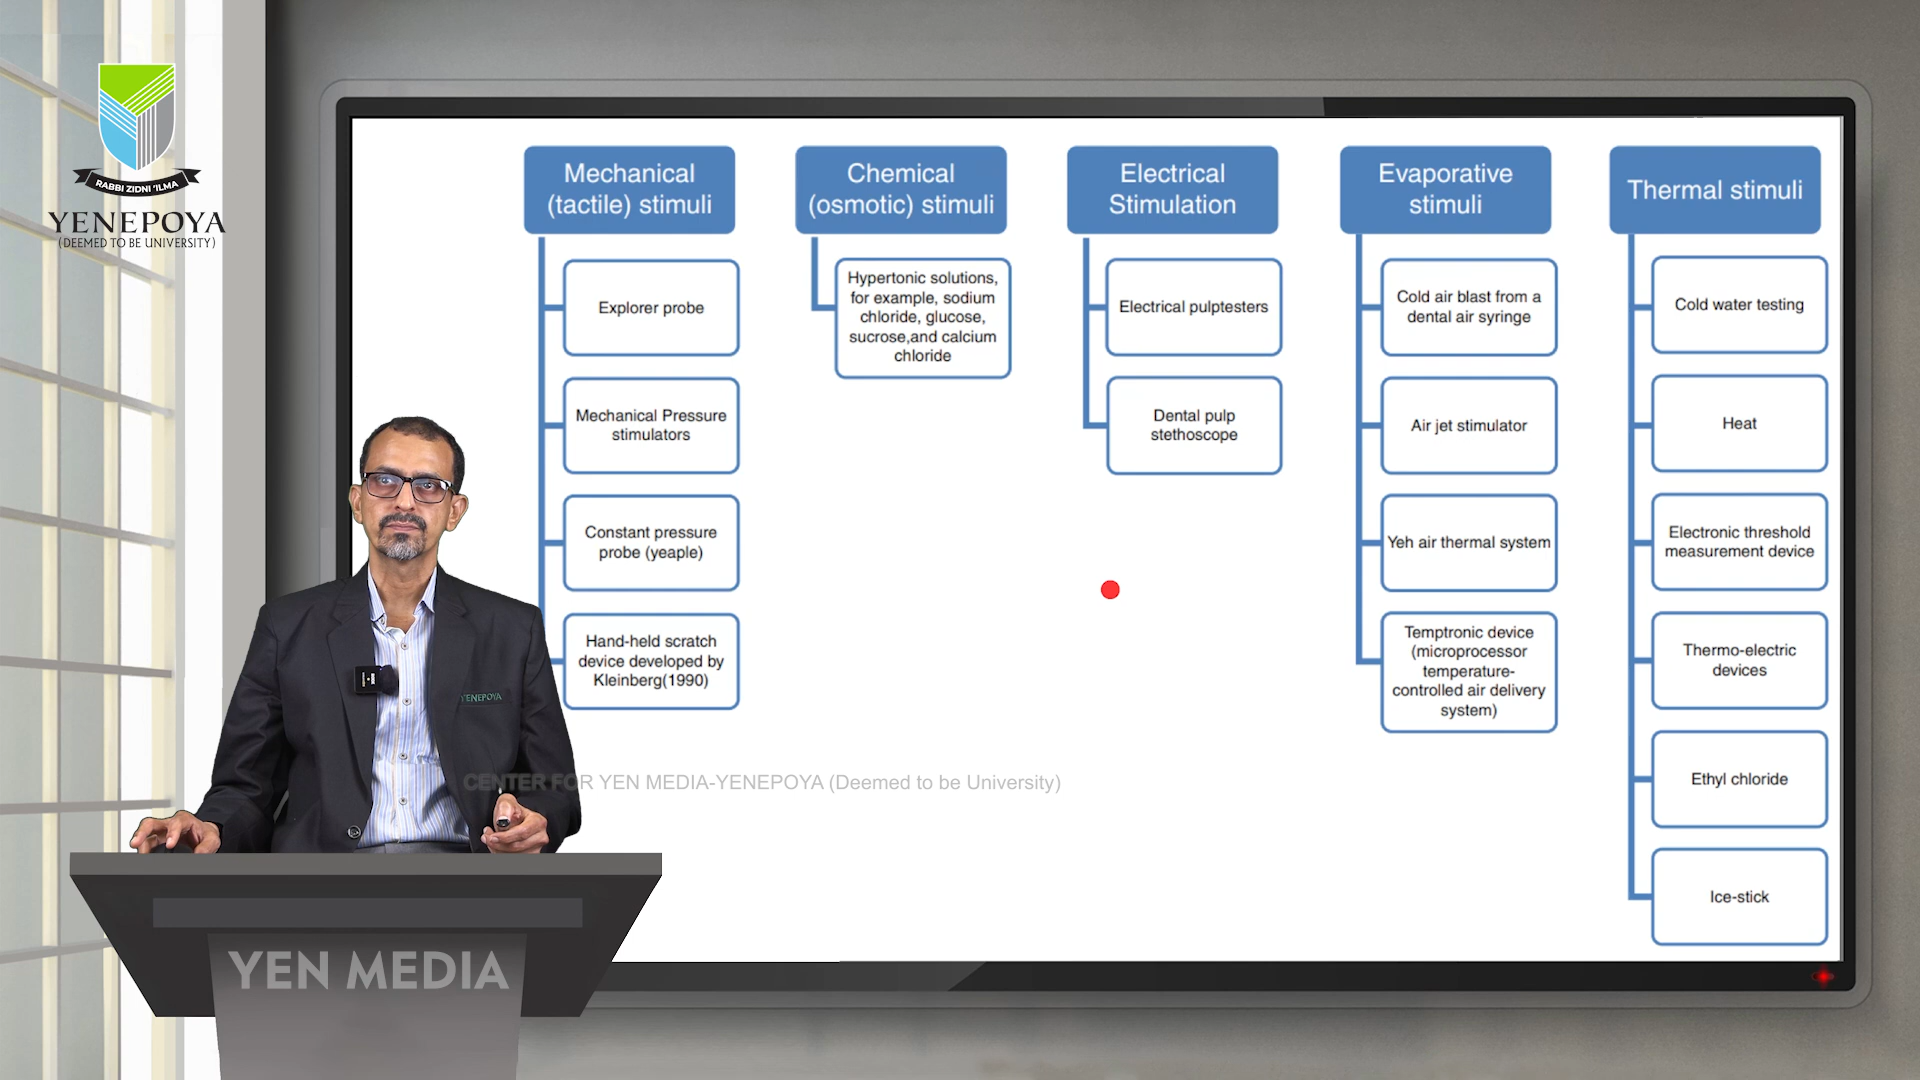 RABBI ZIDNI 'ILMA
YENEPOYA
(DEEMED TO BE UNIVERSITY)
Mechanical
(tactile) stimuli
Explorer probe
Mechanical Pressure
stimulators
Constant pressure
probe (yeaple)
Hand-held scratch
device developed by
Kleinberg(1990)
Chemical
(osmotic) stimuli
Hypertonic solutions,
for example, sodium
chloride, glucose,
sucrose,and calcium
chloride
Electrical
Stimulation
Electrical pulptesters
Dental pulp
stethoscope
Evaporative
stimuli
Cold air blast from a
dental air syringe
Air jet stimulator
Yeh air thermal system
Temptronic device
(microprocessor
temperature-
controlled air delivery
system)
Thermal stimuli
Cold water testing
Heat
Electronic threshold
measurement device
Thermo-electric
devices
Ethyl chloride
Ice-stick
YENEPOYA
CENTER FOR YEN MEDIA-YENEPOYA (Deemed to be University)
YEN MEDIA